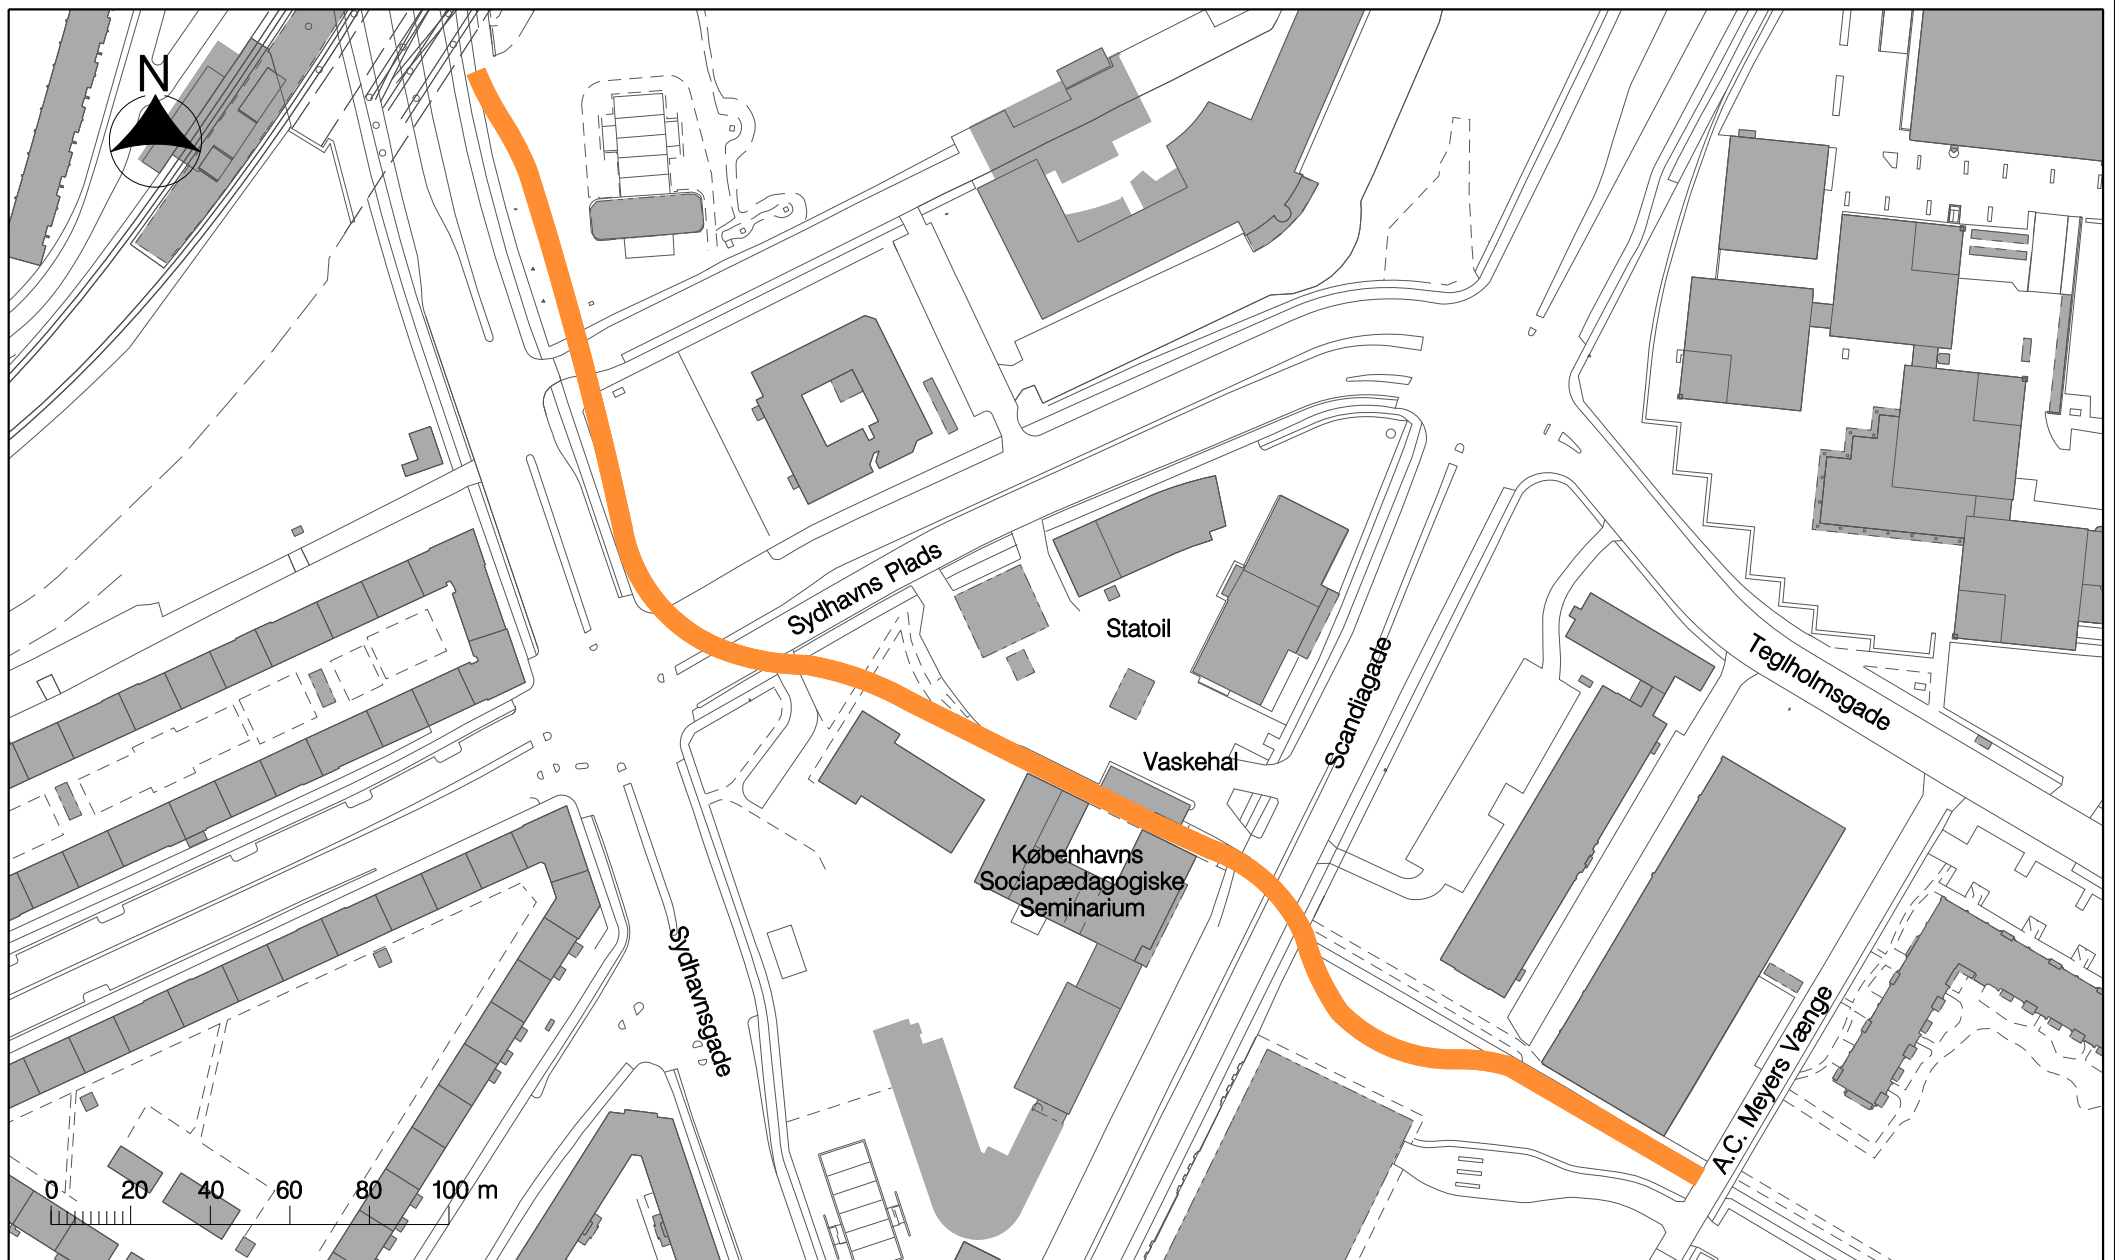 N
Sydhavns Plads
Statoil
Scandiagade
Teglholmsgade
Vaskehal
Københavns
Sociapædagogiske
Seminarium
Sydhavnsgade
A.C. Meyers Vænge
0 20 40 60 80 100 m